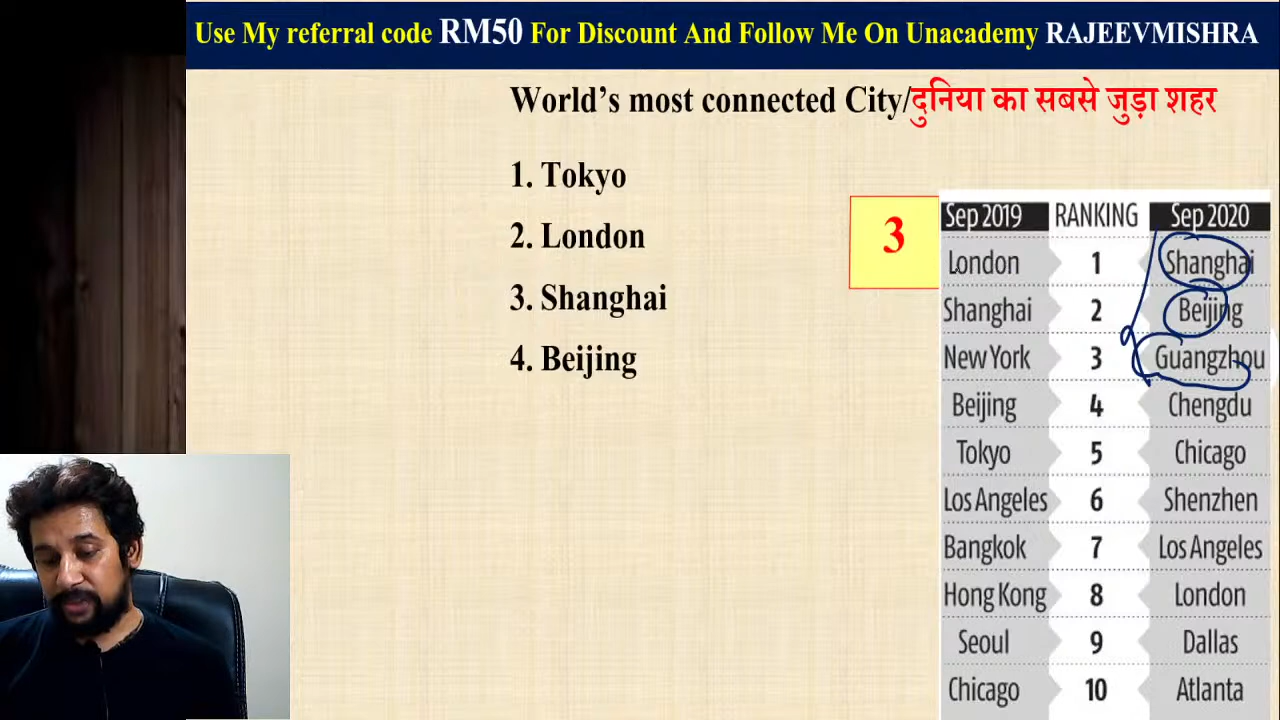 Use My referral code RM50 For Discount And Follow Me On Unacademy RAJEEVMISHRA
World's most connected City/दुनिया का सबसे जुड़ा शहर
1. Tokyo
2. London
3. Shanghai
4. Beijing
3
Sep 2019 RANKING Sep 2020
London 1 Shanghai
Shanghai 2 Beijing
New York 3 Guangzhou
Beijing 4 Chengdu
Tokyo 5 Chicago
Los Angeles 6 Shenzhen
Bangkok 7 Los Angeles
Hong Kong 8 London
Seoul 9 Dallas
Chicago 10 Atlanta